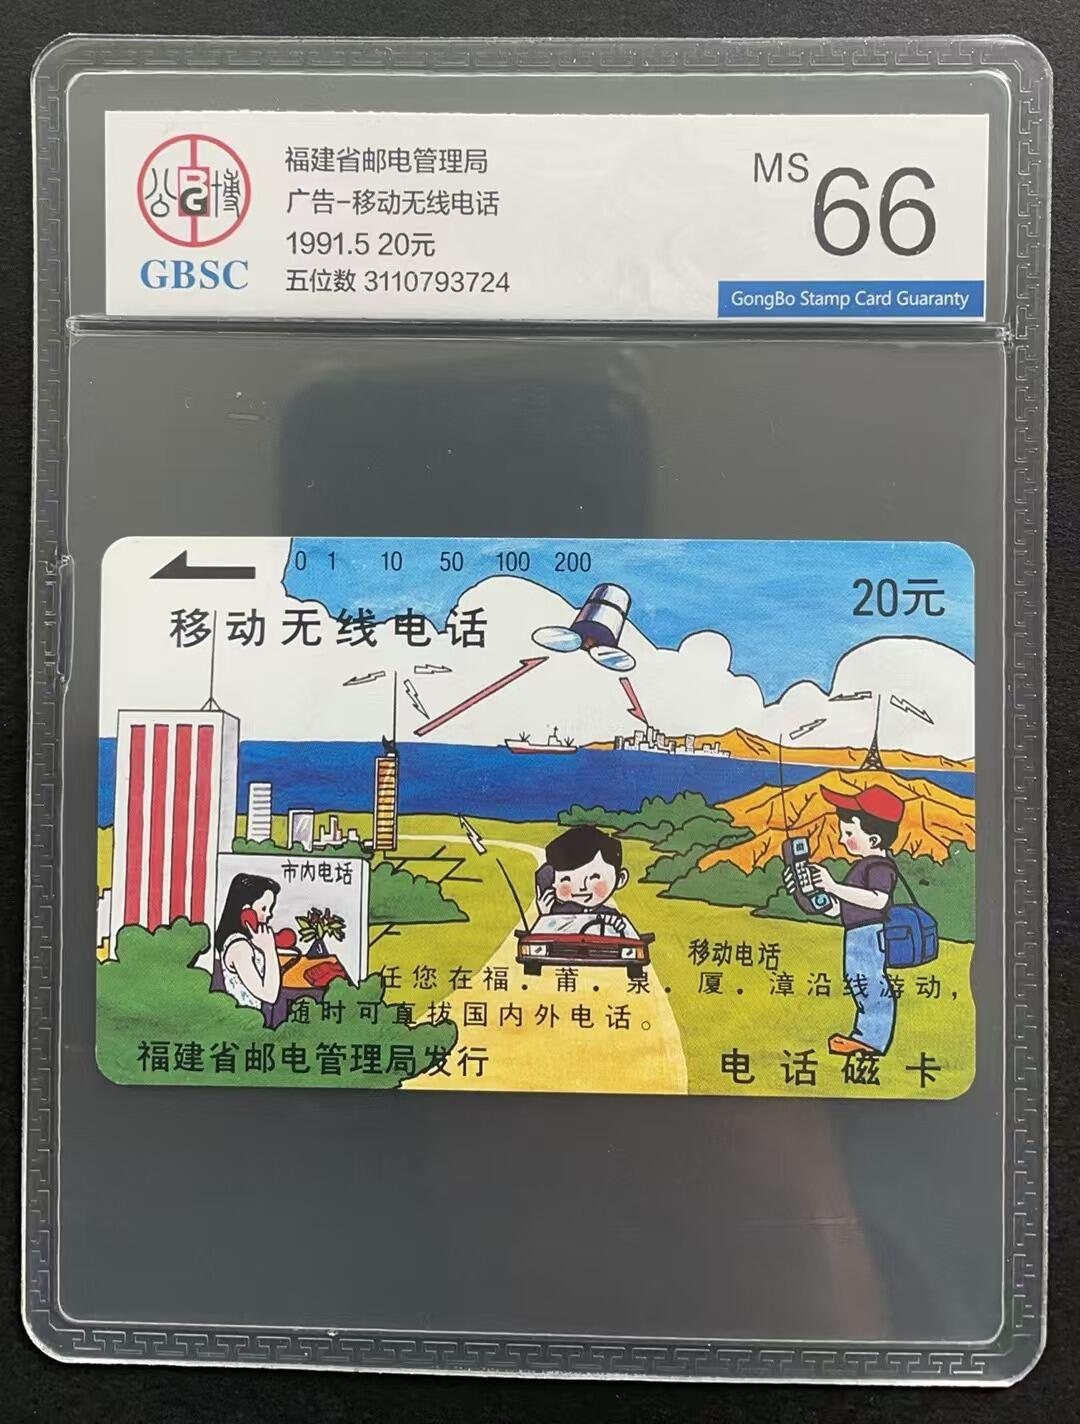 公 BG 博
GBSC
福建省邮电管理局
广告-移动无线电话
1991.5 20元
五位数 3110793724
MS 66
GongBo Stamp Card Guaranty
0 1 10 50 100 200
20元
移动无线电话
市内电话
移动电话
任您在福.莆.泉.厦.漳沿线游动,
随时可直拔国内外电话。
福建省邮电管理局发行
电话磁卡